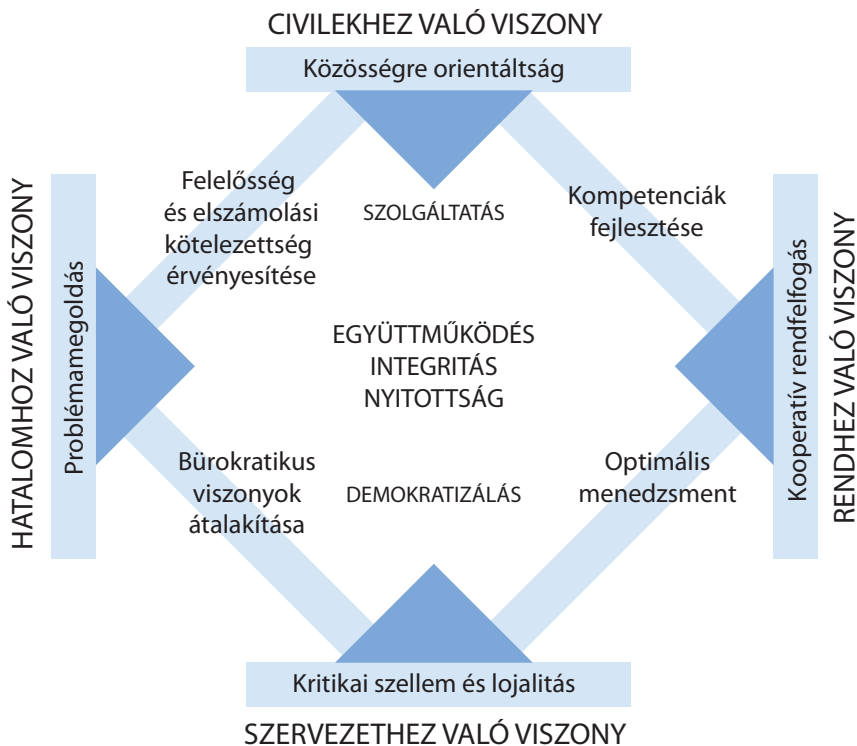 CIVILEKHEZ VALÓ VISZONY
Közösségre orientáltság
Felelősség
és elszámolási
kötelezettség
érvényesítése
SZOLGÁLTATÁS
Kompetenciák
fejlesztése
HATALOMHOZ VALÓ VISZONY
Problémamegoldás
EGYÜTTMŰKÖDÉS
INTEGRITÁS
NYITOTTSÁG
Kooperatív rendfelfogás
RENDHEZ VALÓ VISZONY
Bürokratikus
viszonyok
átalakítása
DEMOKRATIZÁLÁS
Optimális
menedzsment
Kritikai szellem és lojalitás
SZERVEZETHEZ VALÓ VISZONY